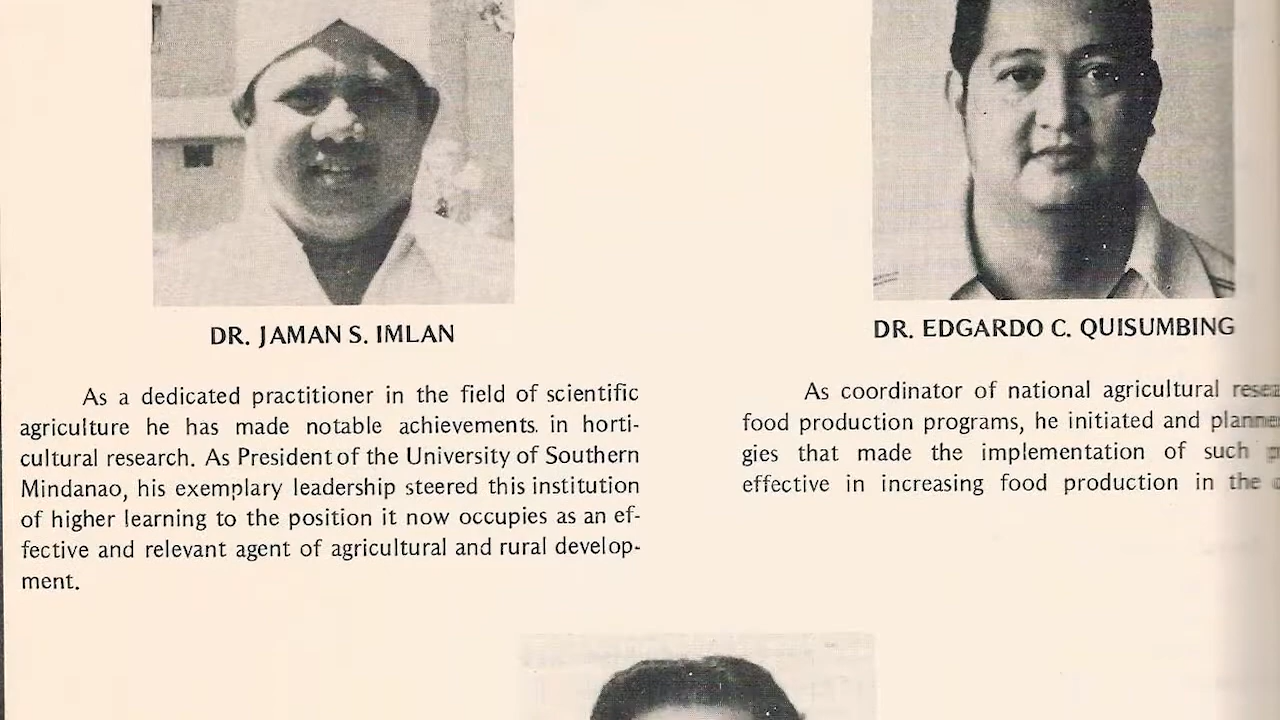 DR. JAMAN S. IMLAN
As a dedicated practitioner in the field of scientific
agriculture he has made notable achievements. in horti-
cultural research. As President of the University of Southern
Mindanao, his exemplary leadership steered this institution
of higher learning to the position it now occupies as an ef-
fective and relevant agent of agricultural and rural develop-
ment.
DR. EDGARDO C. QUISUMBING
As coordinator of national agricultural
food production programs, he initiated and
gies that made the implementation of such
effective in increasing food production in the